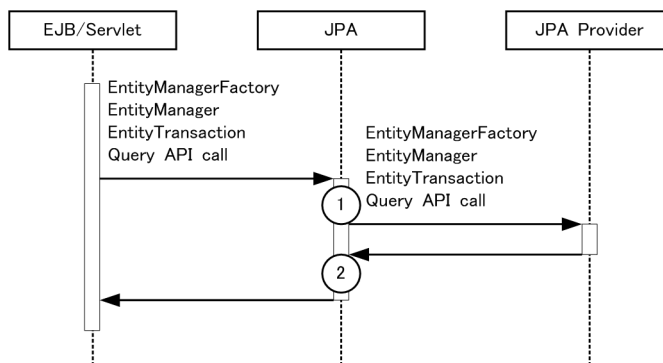 EJB/Servlet
JPA
JPA Provider
EntityManagerFactory
EntityManager
EntityTransaction
Query API call
EntityManagerFactory
EntityManager
EntityTransaction
Query API call
1
2